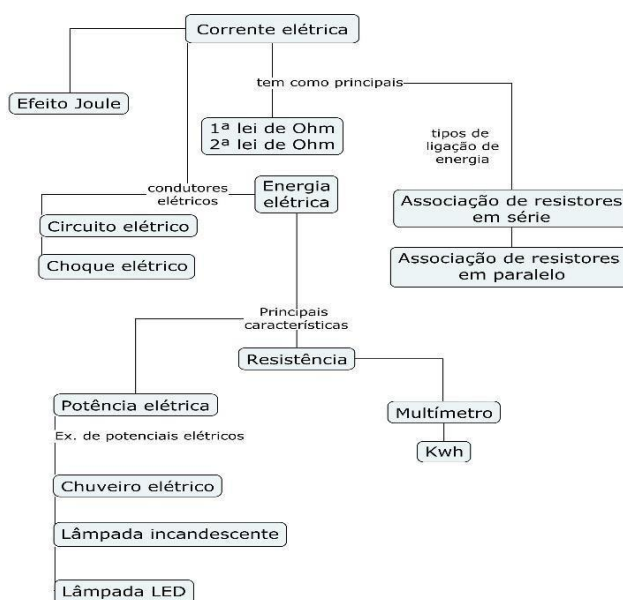 Corrente elétrica
tem como principais
Efeito Joule
1ª lei de Ohm
2ª lei de Ohm
tipos de
ligação de
energia
condutores
elétricos
Energia
elétrica
Associação de resistores
em série
Circuito elétrico
Choque elétrico
Associação de resistores
em paralelo
Principais
características
Resistência
Potência elétrica
Multímetro
Ex. de potenciais elétricos
Kwh
Chuveiro elétrico
Lâmpada incandescente
Lâmpada LED